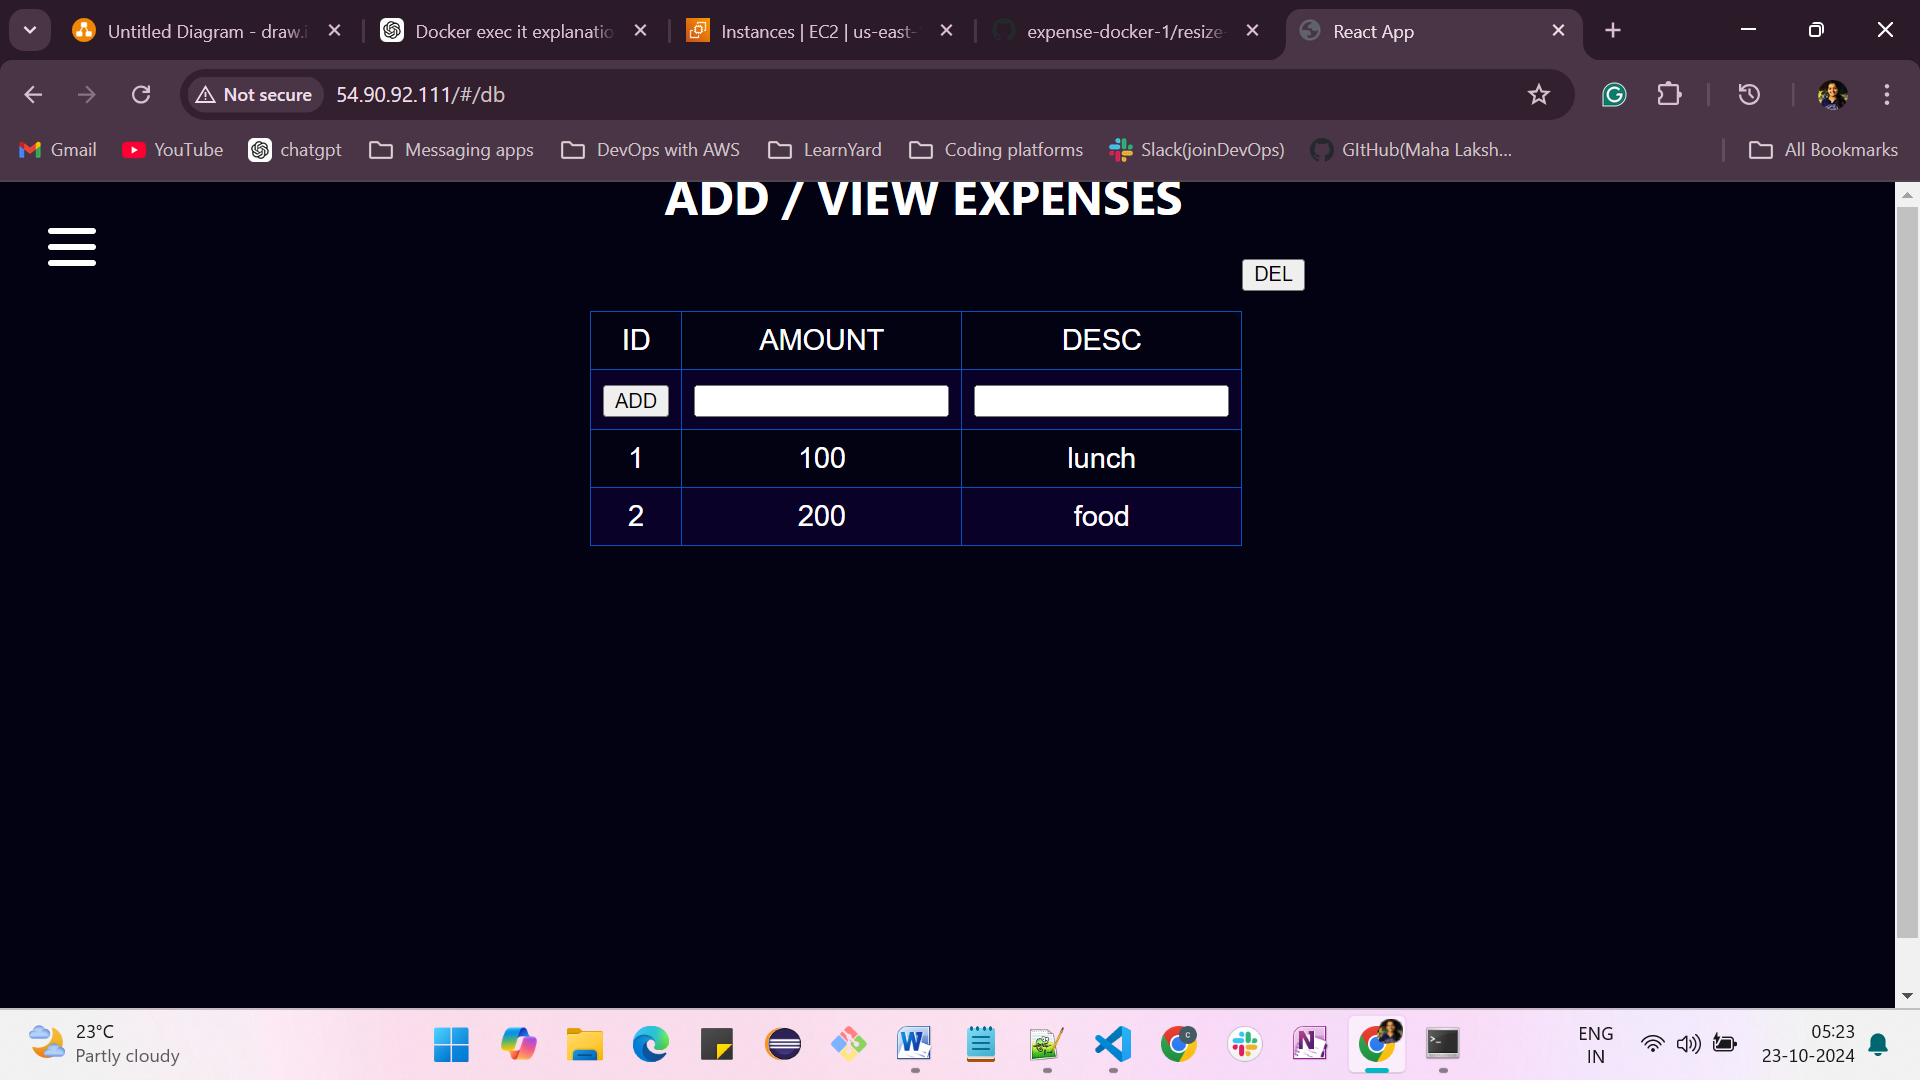 Untitled Diagram - draw.i
Docker exec it explanatio
Instances | EC2 | us-east-
expense-docker-1/resize-
React App
Not secure
54.90.92.111/#/db
Gmail
YouTube
chatgpt
Messaging apps
DevOps with AWS
LearnYard
Coding platforms
Slack(joinDevOps)
GItHub(Maha Laksh...
All Bookmarks
ADD / VIEW EXPENSES
DEL
ID AMOUNT DESC
ADD
1 100 lunch
2 200 food
23°C
Partly cloudy
ENG
IN
05:23
23-10-2024